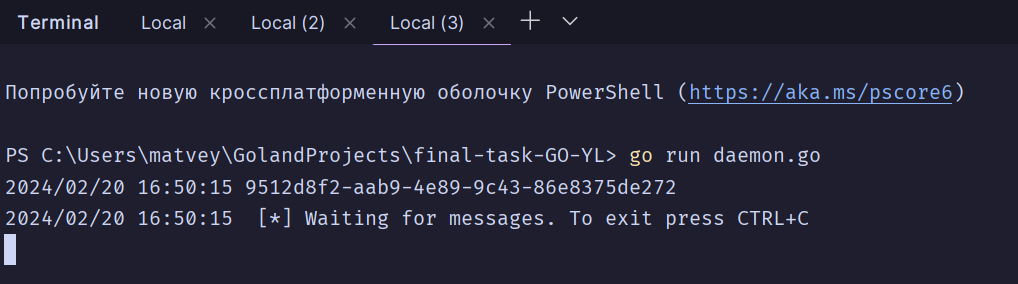 Terminal Local × Local (2) × Local (3) × +
Попробуйте новую кроссплатформенную оболочку PowerShell (https://aka.ms/pscore6)
PS C:\Users\matvey\GolandProjects\final-task-GO-YL> go run daemon.go
2024/02/20 16:50:15 9512d8f2-aab9-4e89-9c43-86e8375de272
2024/02/20 16:50:15  [*] Waiting for messages. To exit press CTRL+C